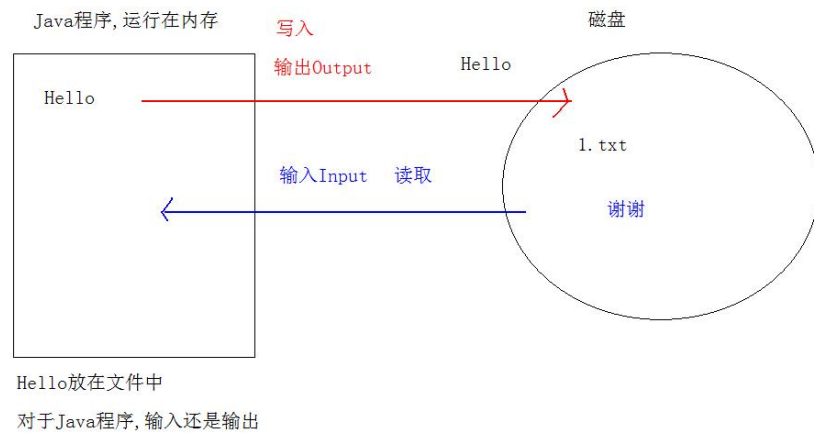 Java程序,运行在内存
写入
磁盘
输出Output
Hello
Hello
1.txt
输入Input 读取
谢谢
Hello放在文件中
对于Java程序,输入还是输出